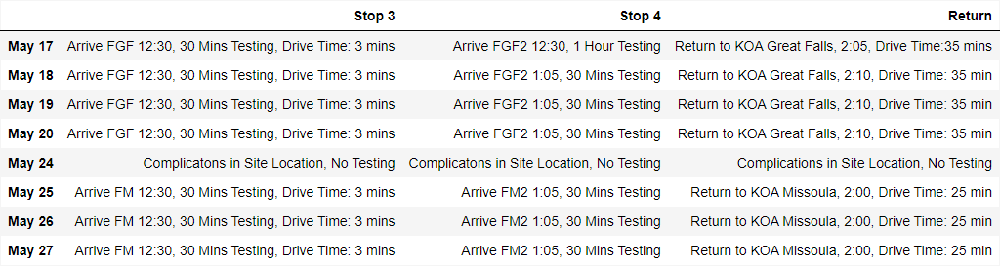 Stop 3 Stop 4 Return
May 17 Arrive FGF 12:30, 30 Mins Testing, Drive Time: 3 mins Arrive FGF2 12:30, 1 Hour Testing Return to KOA Great Falls, 2:05, Drive Time:35 mins
May 18 Arrive FGF 12:30, 30 Mins Testing, Drive Time: 3 mins Arrive FGF2 1:05, 30 Mins Testing Return to KOA Great Falls, 2:10, Drive Time: 35 min
May 19 Arrive FGF 12:30, 30 Mins Testing, Drive Time: 3 mins Arrive FGF2 1:05, 30 Mins Testing Return to KOA Great Falls, 2:10, Drive Time: 35 min
May 20 Arrive FGF 12:30, 30 Mins Testing, Drive Time: 3 mins Arrive FGF2 1:05, 30 Mins Testing Return to KOA Great Falls, 2:10, Drive Time: 35 min
May 24 Complicatons in Site Location, No Testing Complicatons in Site Location, No Testing Complications in Site Location, No Testing
May 25 Arrive FM 12:30, 30 Mins Testing, Drive Time: 3 mins Arrive FM2 1:05, 30 Mins Testing Return to KOA Missoula, 2:00, Drive Time: 25 min
May 26 Arrive FM 12:30, 30 Mins Testing, Drive Time: 3 mins Arrive FM2 1:05, 30 Mins Testing Return to KOA Missoula, 2:00, Drive Time: 25 min
May 27 Arrive FM 12:30, 30 Mins Testing, Drive Time: 3 mins Arrive FM2 1:05, 30 Mins Testing Return to KOA Missoula, 2:00, Drive Time: 25 min